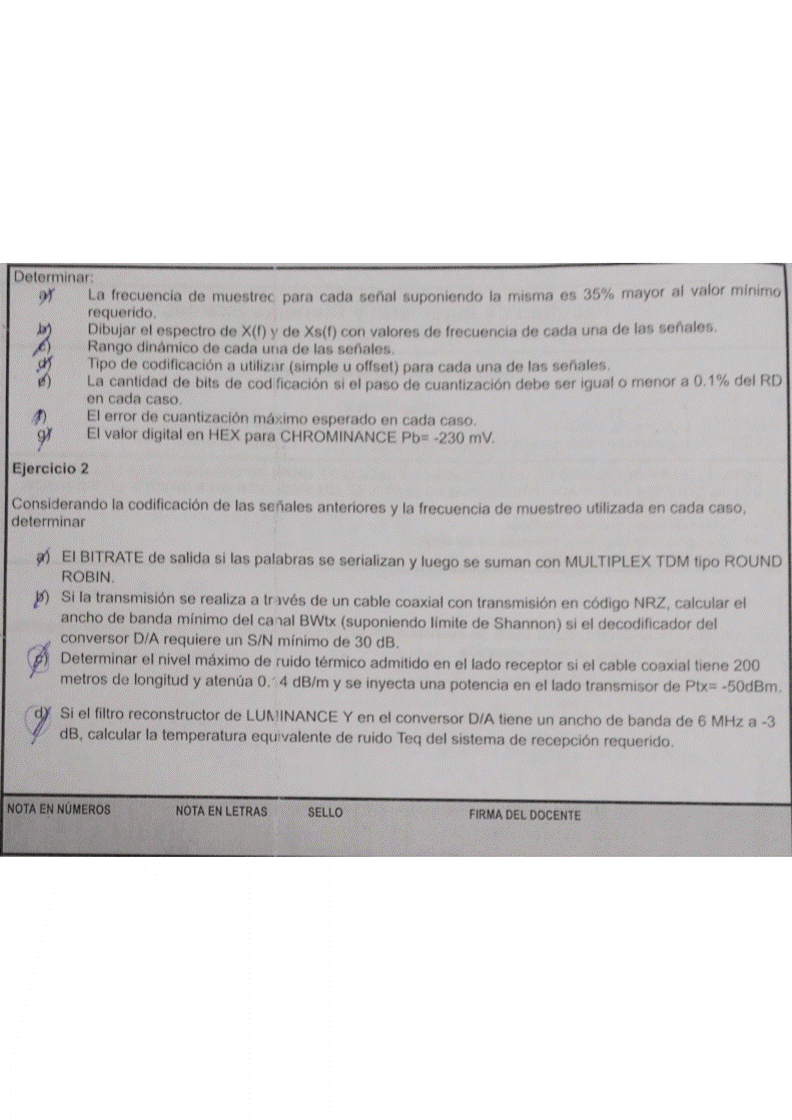 Determinar:
a) La frecuencia de muestreo para cada señal suponiendo la misma es 35% mayor al valor mínimo
requerido.
b) Dibujar el espectro de X(f) y de Xs(f) con valores de frecuencia de cada una de las señales.
c) Rango dinámico de cada una de las señales.
d) Tipo de codificación a utilizar (simple u offset) para cada una de las señales.
e) La cantidad de bits de codificación si el paso de cuantización debe ser igual o menor a 0.1% del RD
en cada caso.
f) El error de cuantización máximo esperado en cada caso.
g) El valor digital en HEX para CHROMINANCE Pb= -230 mV.
Ejercicio 2
Considerando la codificación de las señales anteriores y la frecuencia de muestreo utilizada en cada caso,
determinar
a) El BITRATE de salida si las palabras se serializan y luego se suman con MULTIPLEX TDM tipo ROUND
ROBIN.
b) Si la transmisión se realiza a través de un cable coaxial con transmisión en código NRZ, calcular el
ancho de banda mínimo del canal BWtx (suponiendo límite de Shannon) si el decodificador del
conversor D/A requiere un S/N mínimo de 30 dB.
c) Determinar el nivel máximo de ruido térmico admitido en el lado receptor si el cable coaxial tiene 200
metros de longitud y atenúa dB/m y se inyecta una potencia en el lado transmisor de Ptx= -50dBm.
d) Si el filtro reconstructor de LUMINANCE Y en el conversor D/A tiene un ancho de banda de 6 MHz a -3
dB, calcular la temperatura equivalente de ruido Teq del sistema de recepción requerido.
NOTA EN NÚMEROS NOTA EN LETRAS SELLO FIRMA DEL DOCENTE